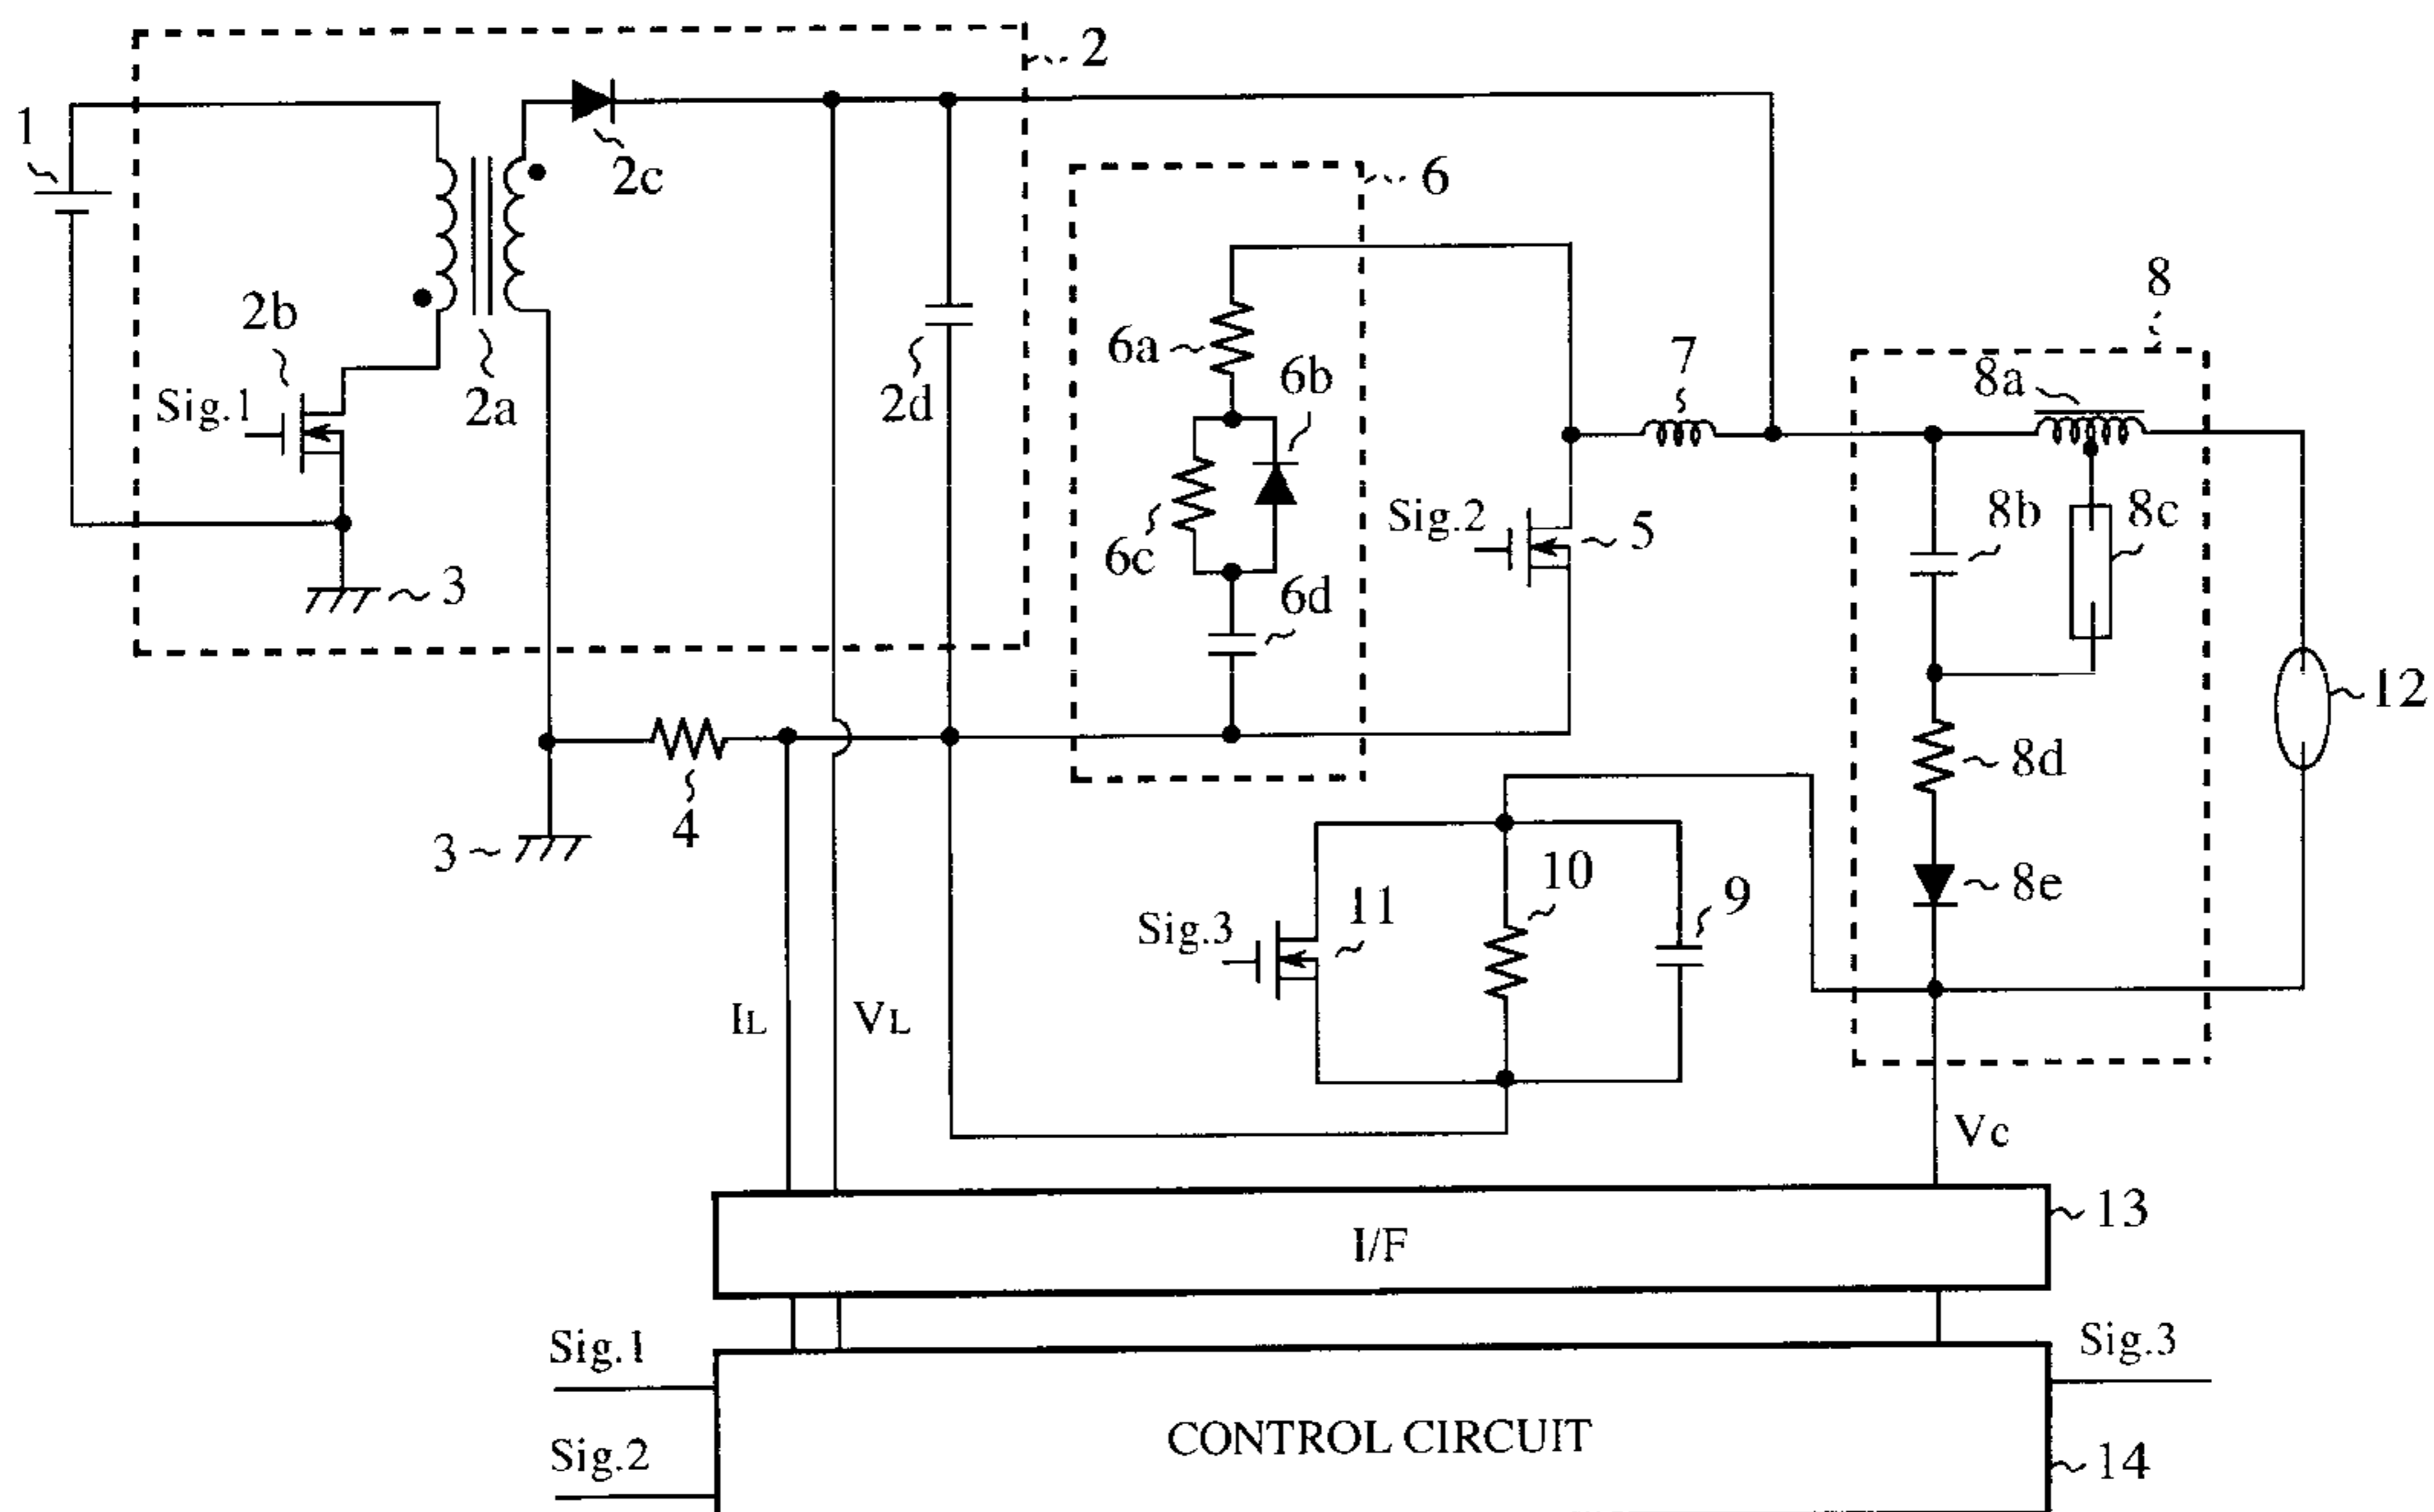 2
1
2c
6
8
2b
6a
6b
7
8a
Sig.1
2a
2d
Sig.2
5
8b
8c
6c
3
6d
12
8d
3
4
10
8e
11
9
Sig.3
IL
VL
Vc
13
I/F
Sig.1
Sig.3
CONTROL CIRCUIT
Sig.2
14